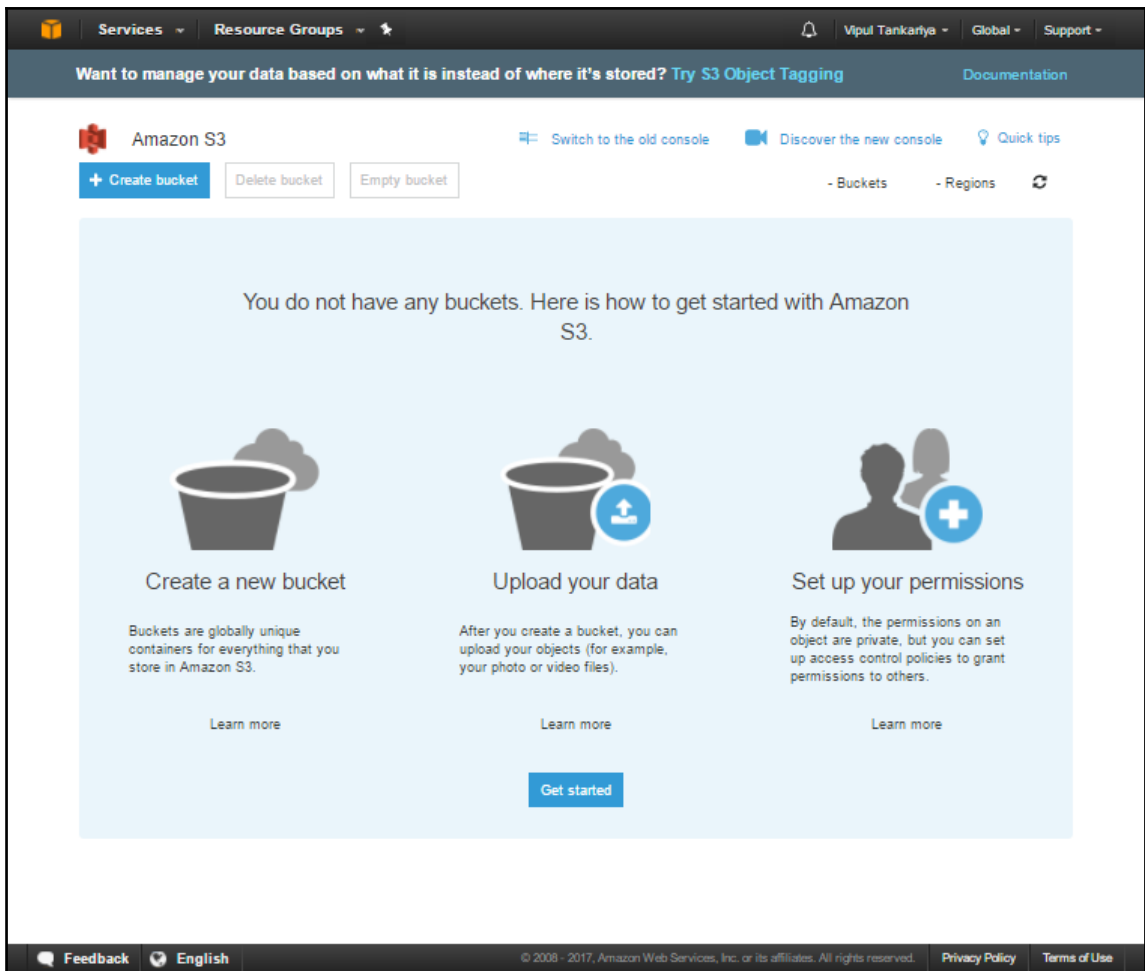 Services Resource Groups Vipul Tankariya Global Support
Want to manage your data based on what it is instead of where it's stored? Try S3 Object Tagging Documentation
Amazon S3 Switch to the old console Discover the new console Quick tips
+ Create bucket Delete bucket Empty bucket - Buckets - Regions
You do not have any buckets. Here is how to get started with Amazon
S3.
Create a new bucket
Buckets are globally unique
containers for everything that you
store in Amazon S3.
Learn more
Upload your data
After you create a bucket, you can
upload your objects (for example,
your photo or video files).
Learn more
Set up your permissions
By default, the permissions on an
object are private, but you can set
up access control policies to grant
permissions to others.
Learn more
Get started
Feedback English © 2008 - 2017, Amazon Web Services, Inc. or its affiliates. All rights reserved. Privacy Policy Terms of Use